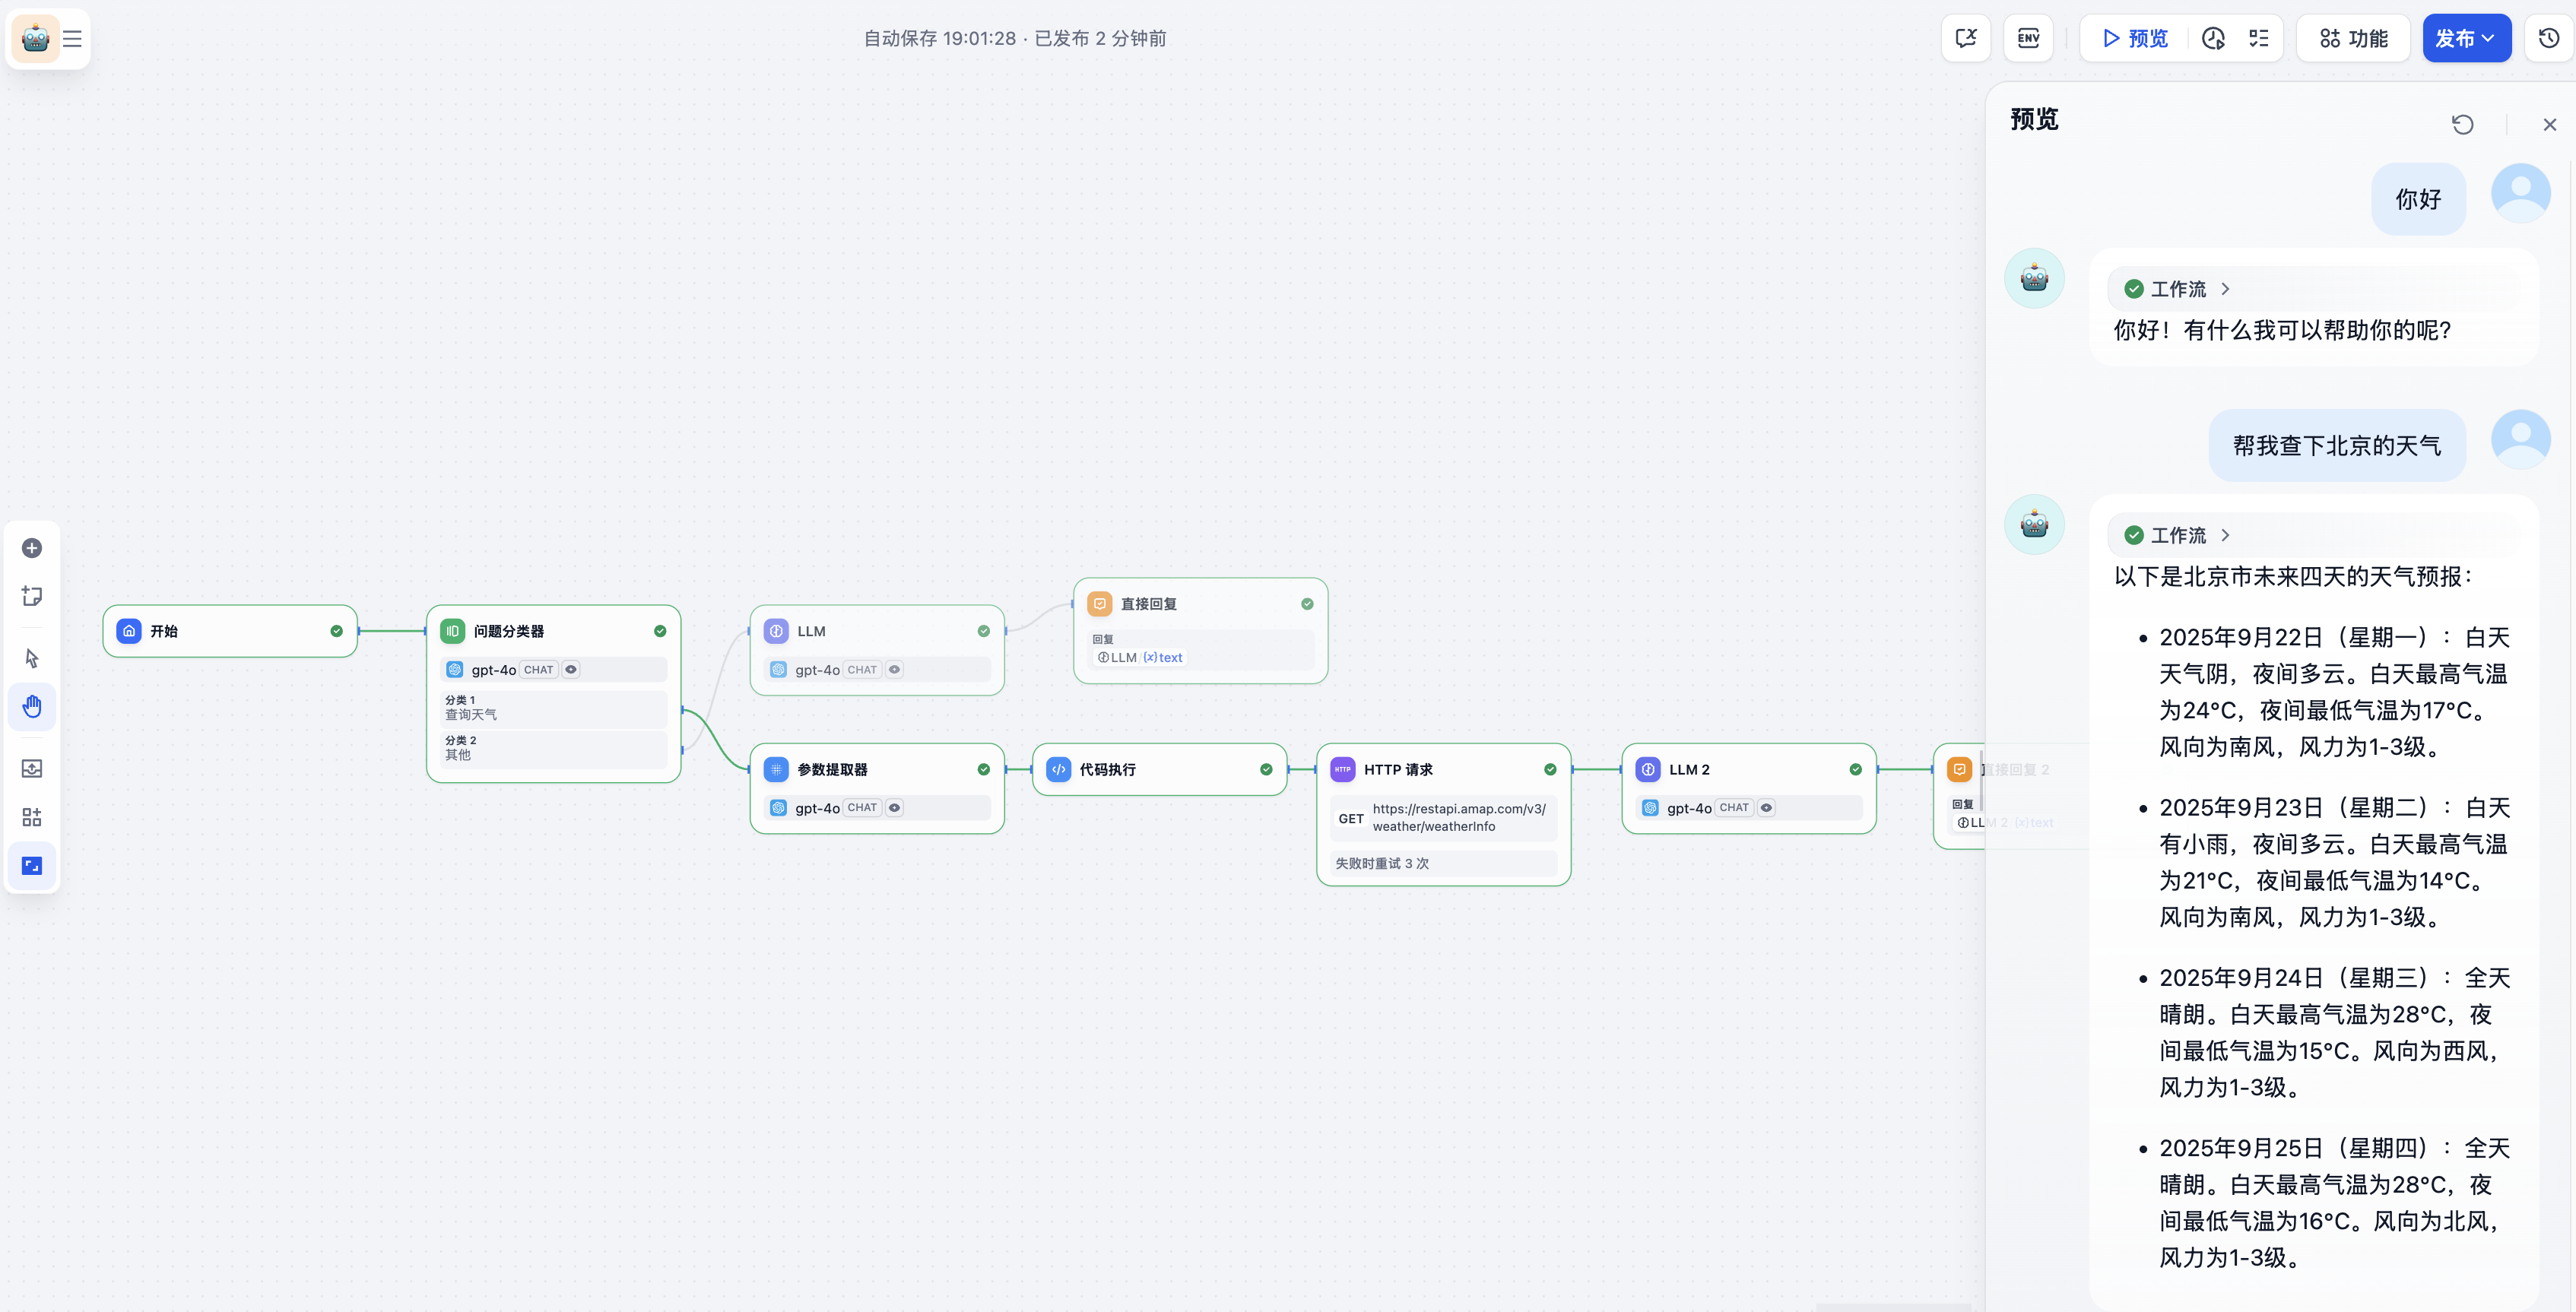 自动保存 19:01:28 · 已发布 2 分钟前
ENV
预览
功能
发布
开始
问题分类器
gpt-4o CHAT
分类 1
查询天气
分类 2
其他
LLM
gpt-4o CHAT
直接回复
回复
LLM / {x} text
参数提取器
gpt-4o CHAT
代码执行
HTTP HTTP 请求
GET https://restapi.amap.com/v3/
weather/weatherInfo
失败时重试 3 次
LLM 2
gpt-4o CHAT
直接回复 2
回复
LLM 2 {x} text
预览
你好
工作流
你好！有什么我可以帮助你的呢?
帮我查下北京的天气
工作流
以下是北京市未来四天的天气预报：
• 2025年9月22日（星期一）：白天
天气阴，夜间多云。白天最高气温
为24°C，夜间最低气温为17°C。
风向为南风，风力为1-3级。
• 2025年9月23日（星期二）：白天
有小雨，夜间多云。白天最高气温
为21°C，夜间最低气温为14°C。
风向为南风，风力为1-3级。
• 2025年9月24日（星期三）：全天
晴朗。白天最高气温为28°C，夜
间最低气温为15°C。风向为西风，
风力为1-3级。
• 2025年9月25日（星期四）：全天
晴朗。白天最高气温为28°C，夜
间最低气温为16°C。风向为北风，
风力为1-3级。